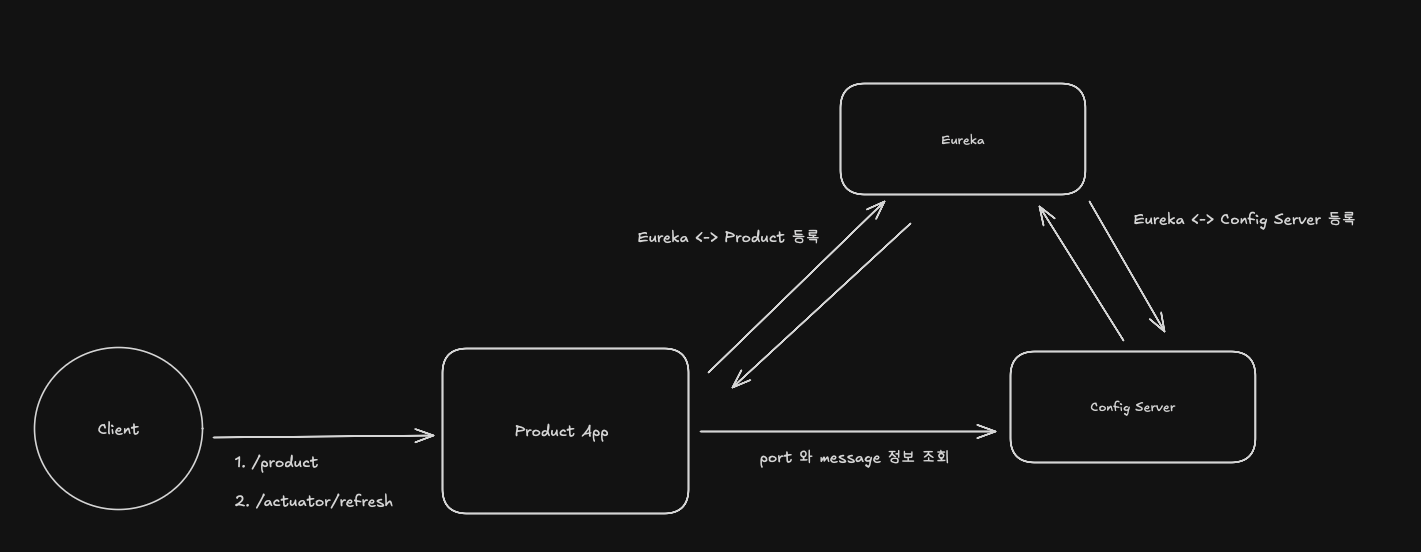 Eureka
Eureka <-> Config Server 등록
Eureka <-> Product 등록
Client
Product App
Config Server
1. /product
2. /actuator/refresh
port 와 message 정보 조회